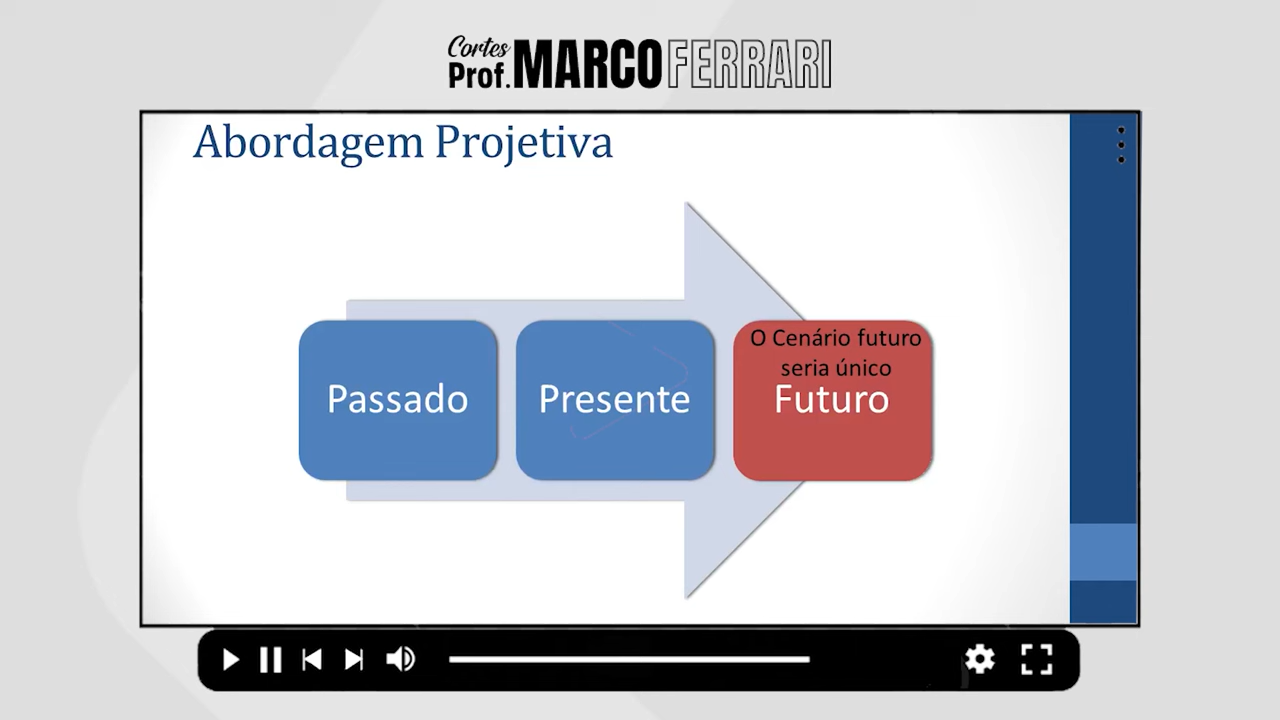 Cortes
Prof. MARCO FERRARI
Abordagem Projetiva
Passado
Presente
O Cenário futuro
seria único
Futuro